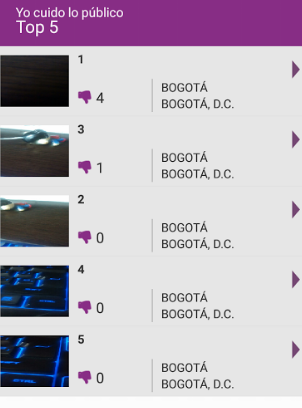 Yo cuido lo público
Top 5
1
4
BOGOTÁ
BOGOTÁ, D.C.
3
1
BOGOTÁ
BOGOTÁ, D.C.
2
0
BOGOTÁ
BOGOTÁ, D.C.
4
0
BOGOTÁ
BOGOTÁ, D.C.
5
0
BOGOTÁ
BOGOTÁ, D.C.